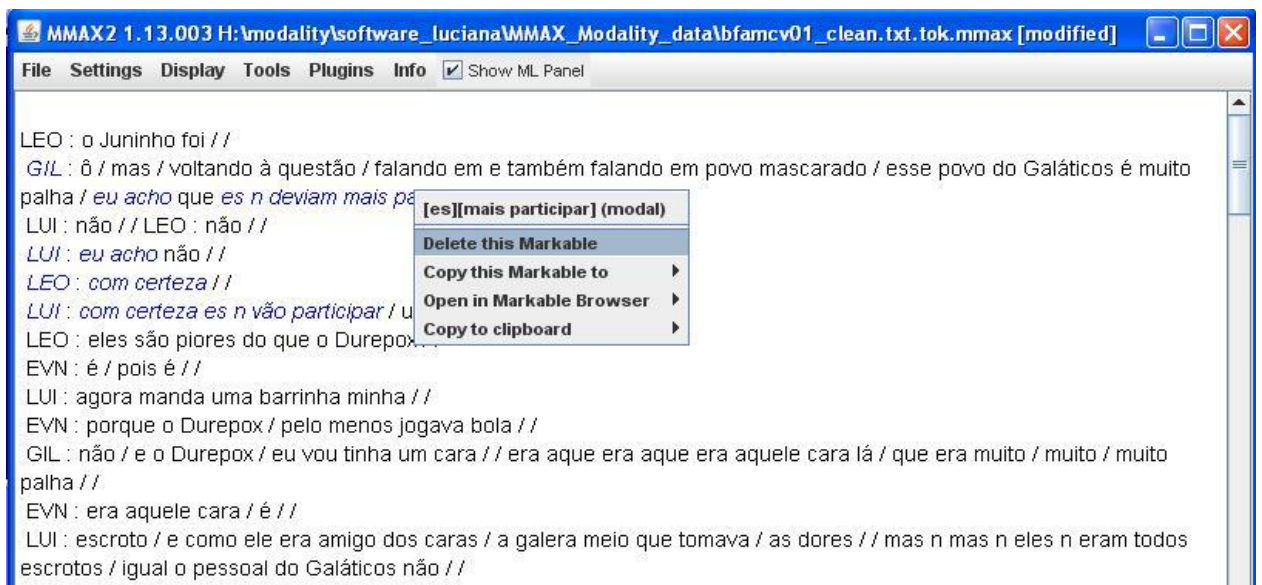 MMAX2 1.13.003 H:\modality\software_luciana\MMAX_Modality_data\bfamcv01_clean.txt.tok.mmax [modified]
File Settings Display Tools Plugins Info Show ML Panel
LEO : o Juninho foi / /
GIL : ô / mas / voltando à questão / falando em e também falando em povo mascarado / esse povo do Galáticos é muito
palha / eu acho que es n deviam mais pa
[es][mais participar] (modal)
LUI : não / / LEO : não / /
Delete this Markable
LUI : eu acho não / /
Copy this Markable to
LEO : com certeza / /
Open in Markable Browser
LUI : com certeza es n vão participar / u
Copy to clipboard
LEO : eles são piores do que o Durepox
EVN : é / pois é / /
LUI : agora manda uma barrinha minha / /
EVN : porque o Durepox / pelo menos jogava bola / /
GIL : não / e o Durepox / eu vou tinha um cara / / era aque era aque era aquele cara lá / que era muito / muito / muito
palha / /
EVN : era aquele cara / é / /
LUI : escroto / e como ele era amigo dos caras / a galera meio que tomava / as dores / / mas n mas n eles n eram todos
escrotos / igual o pessoal do Galáticos não / /